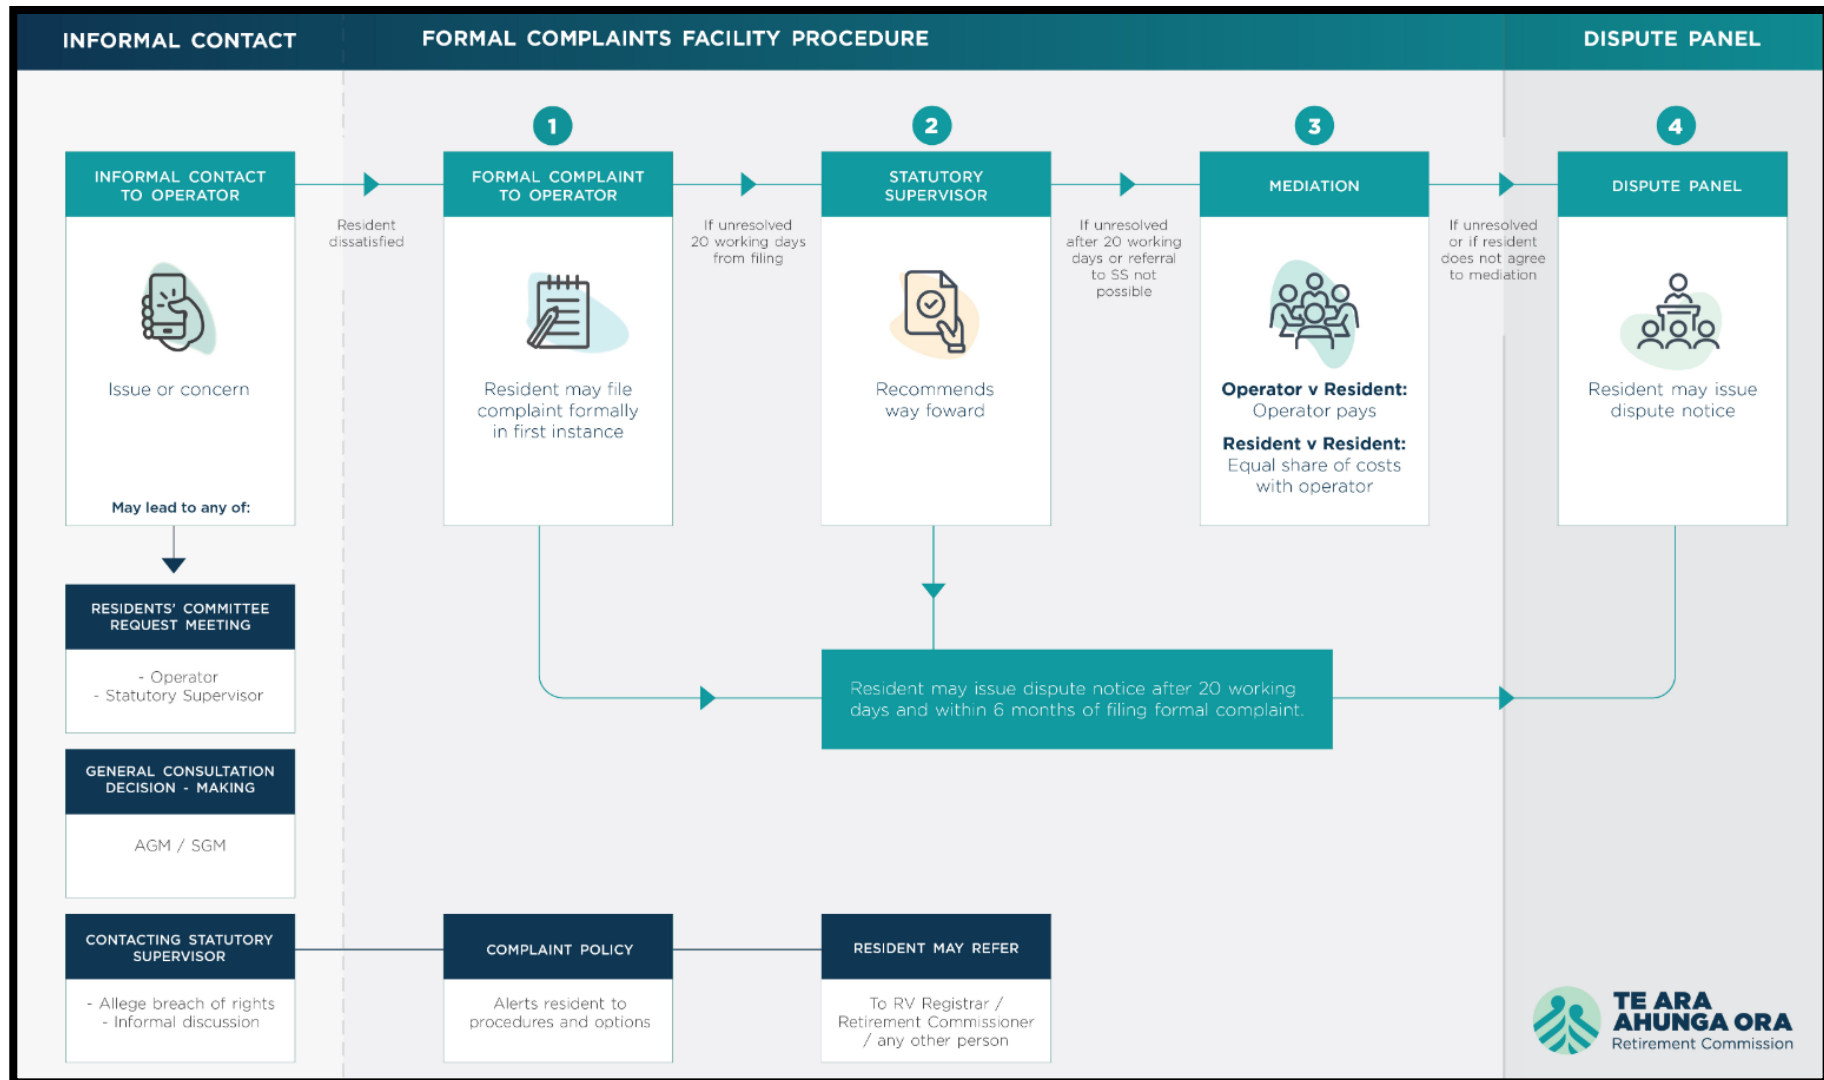 INFORMAL CONTACT
FORMAL COMPLAINTS FACILITY PROCEDURE
DISPUTE PANEL
INFORMAL CONTACT
TO OPERATOR
Issue or concern
May lead to any of:
Resident
dissatisfied
1
FORMAL COMPLAINT
TO OPERATOR
Resident may file
complaint formally
in first instance
If unresolved
20 working days
from filing
2
STATUTORY
SUPERVISOR
Recommends
way foward
If unresolved
after 20 working
days or referral
to SS not
possible
3
MEDIATION
Operator v Resident:
Operator pays
Resident v Resident:
Equal share of costs
with operator
If unresolved
or if resident
does not agree
to mediation
4
DISPUTE PANEL
Resident may issue
dispute notice
RESIDENTS' COMMITTEE
REQUEST MEETING
- Operator
- Statutory Supervisor
Resident may issue dispute notice after 20 working
days and within 6 months of filing formal complaint.
GENERAL CONSULTATION
DECISION - MAKING
AGM / SGM
CONTACTING STATUTORY
SUPERVISOR
- Allege breach of rights
- Informal discussion
COMPLAINT POLICY
Alerts resident to
procedures and options
RESIDENT MAY REFER
To RV Registrar /
Retirement Commissioner
/ any other person
TE ARA
AHUNGA ORA
Retirement Commission